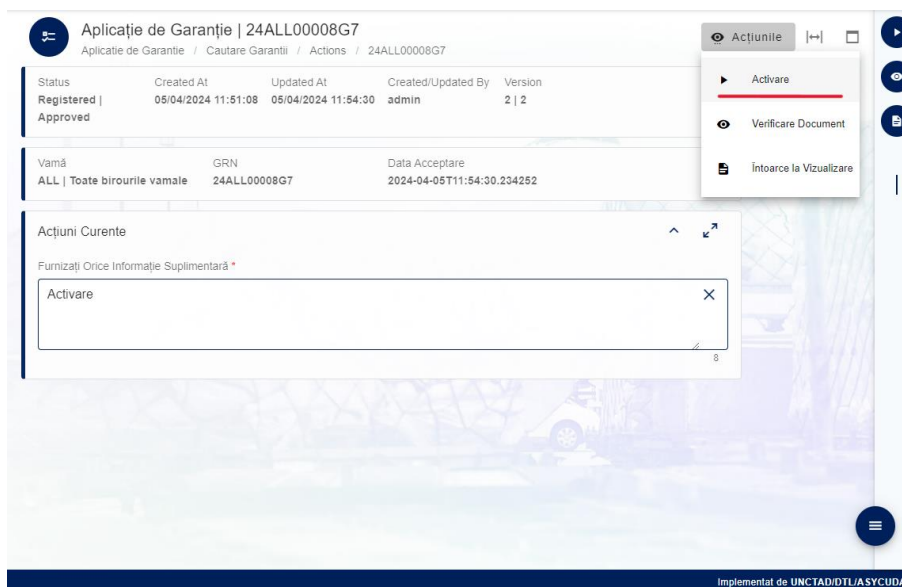 Aplicație de Garanție | 24ALL00008G7
Aplicatie de Garantie / Cautare Garantii / Actions / 24ALL00008G7
Acțiunile
Activare
Verificare Document
Întoarce la Vizualizare
Status Created At Updated At Created/Updated By Version
Registered | 05/04/2024 11:51:08 05/04/2024 11:54:30 admin 2 | 2
Approved
Vamă GRN Data Acceptare
ALL | Toate birourile vamale 24ALL00008G7 2024-04-05T11:54:30.234252
Acțiuni Curente
Furnizați Orice Informație Suplimentară *
Activare
8
Implementat de UNCTAD/DTL/ASYCUDA